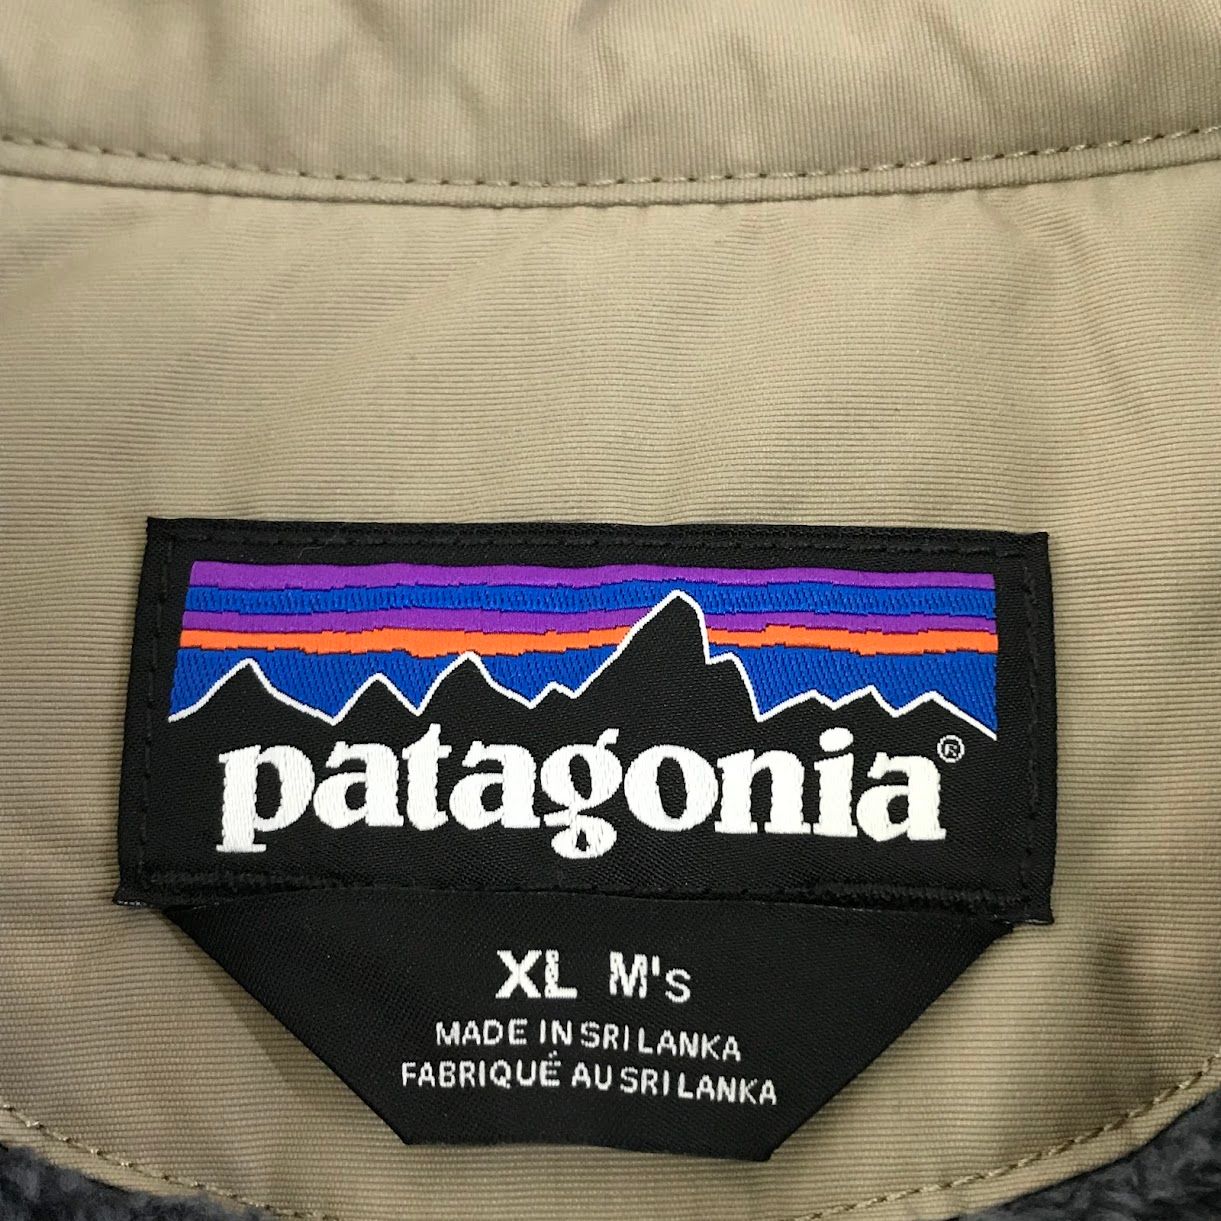 patagonia®
XL M's
MADE IN SRI LANKA
FABRIQUÉ AU SRI LANKA